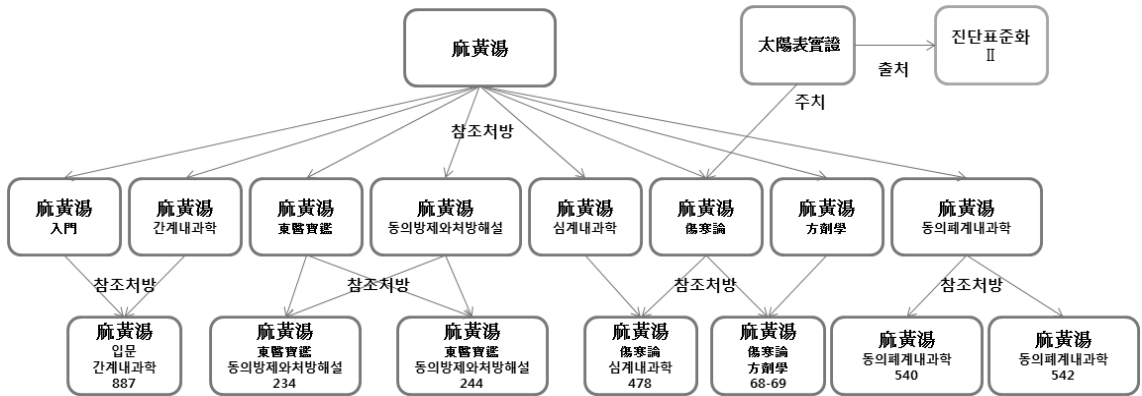 麻黃湯
太陽表實證
진단표준화
Ⅱ
출처
주치
참조처방
麻黃湯
入門
麻黃湯
간계내과학
麻黃湯
東醫寶鑑
麻黃湯
동의방제와처방해설
麻黃湯
심계내과학
麻黃湯
傷寒論
麻黃湯
方劑學
麻黃湯
동의폐계내과학
참조처방
참조처방
참조처방
참조처방
麻黃湯
입문
간계내과학
887
麻黃湯
東醫寶鑑
동의방제와처방해설
234
麻黃湯
東醫寶鑑
동의방제와처방해설
244
麻黃湯
傷寒論
심계내과학
478
麻黃湯
傷寒論
方劑學
68-69
麻黃湯
동의폐계내과학
540
麻黃湯
동의폐계내과학
542